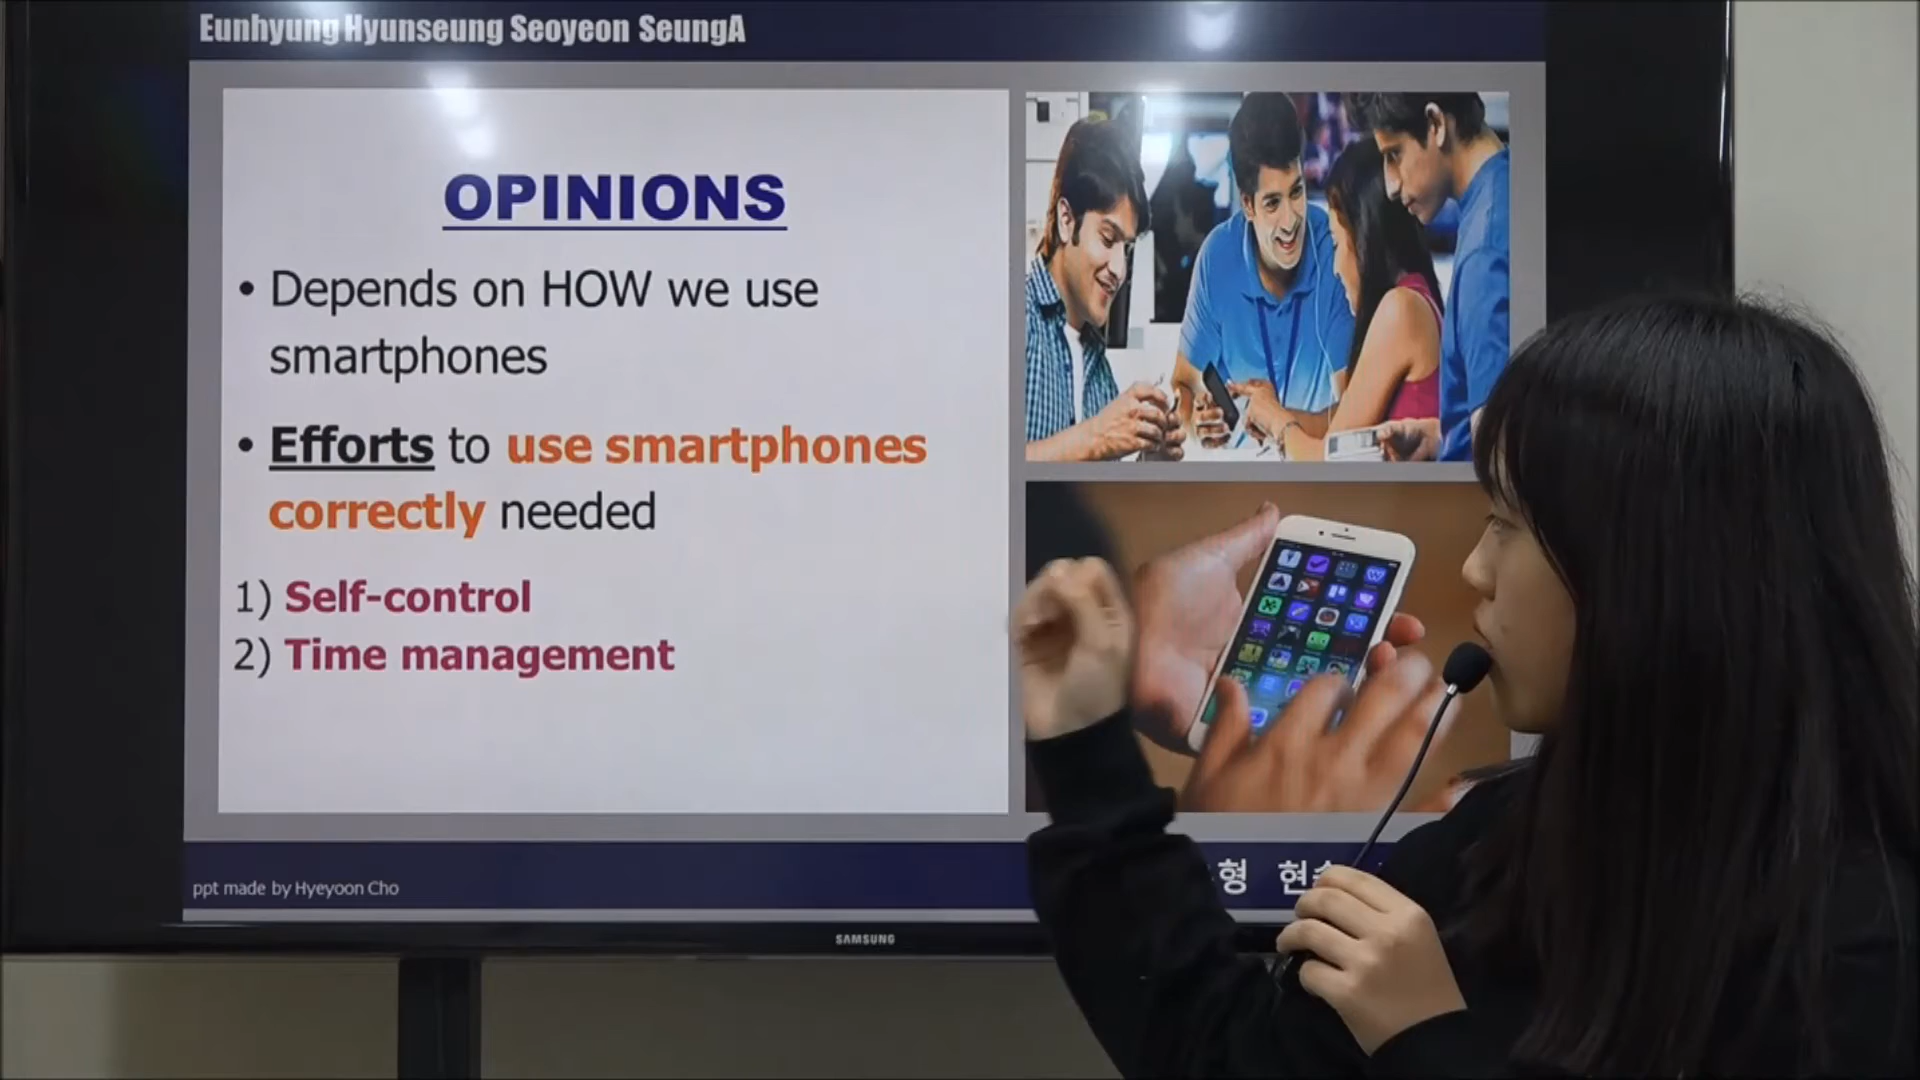 Eunhyung Hyunseung Seoyeon SeungA
OPINIONS
• Depends on HOW we use
smartphones
• Efforts to use smartphones
correctly needed
1) Self-control
2) Time management
ppt made by Hyeyoon Cho
SAMSUNG